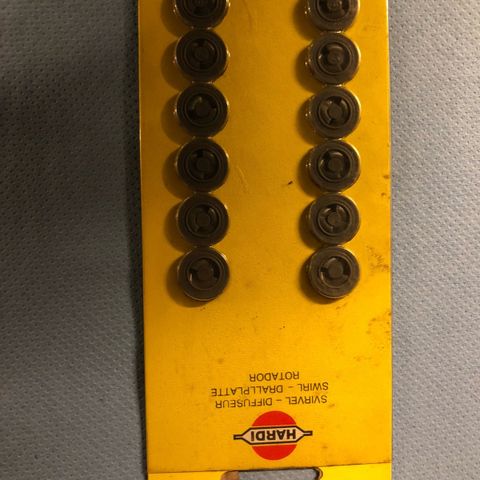 HARDI
SVIRVEL - DIFFUSEUR
SWIRL - DRALLPLATTE
ROTADOR